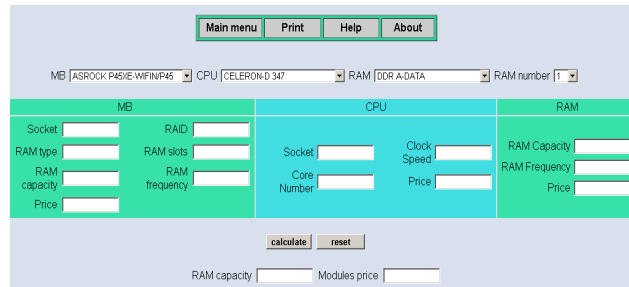 Main menu Print Help About
MB ASROCK P45XE-WIFIN/P45 CPU CELERON-D 347 RAM DDR A-DATA RAM number 1
MB CPU RAM
Socket RAID
RAM type RAM slots
RAM capacity RAM frequency
Price
Socket Clock Speed
Core Number Price
RAM Capacity
RAM Frequency
Price
calculate reset
RAM capacity Modules price